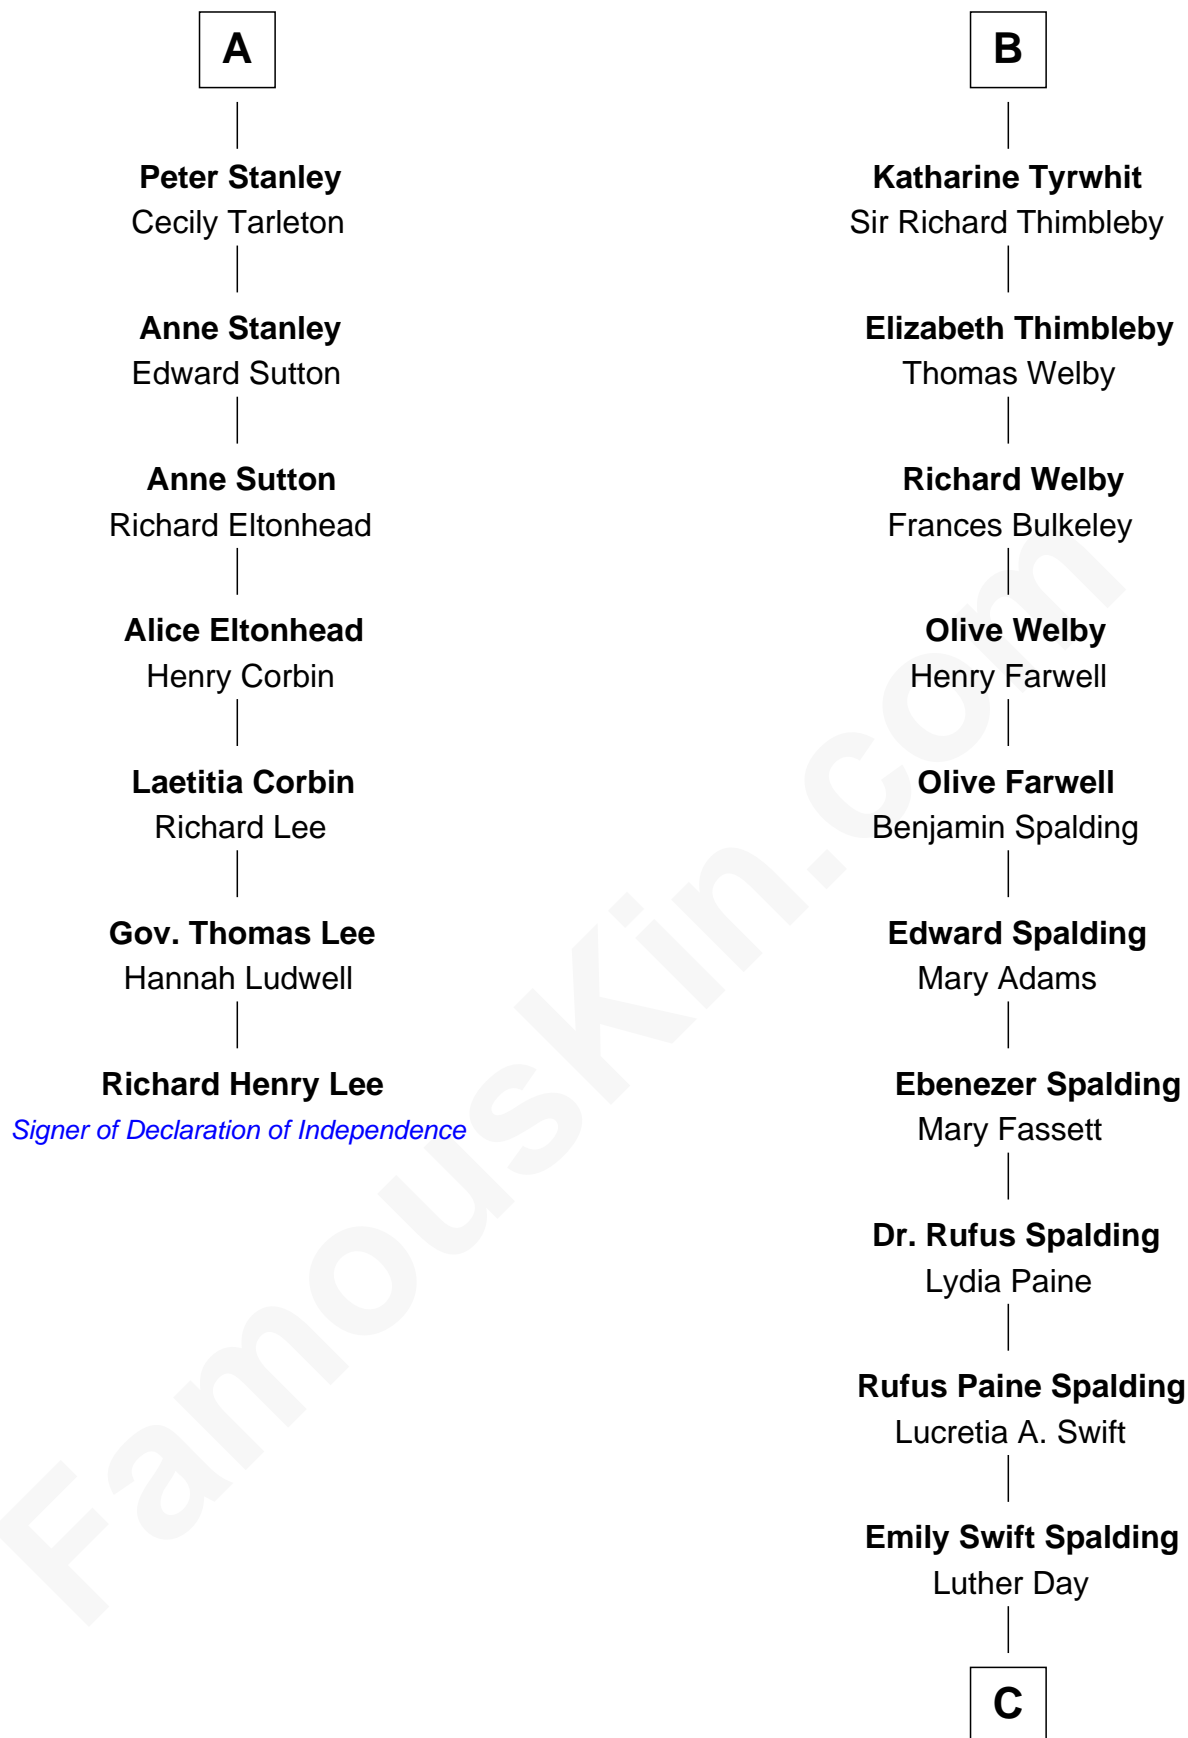 A
Peter Stanley
Cecily Tarleton
Anne Stanley
Edward Sutton
Anne Sutton
Richard Eltonhead
Alice Eltonhead
Henry Corbin
Laetitia Corbin
Richard Lee
Gov. Thomas Lee
Hannah Ludwell
Richard Henry Lee
Signer of Declaration of Independence
B
Katharine Tyrwhit
Sir Richard Thimbleby
Elizabeth Thimbleby
Thomas Welby
Richard Welby
Frances Bulkeley
Olive Welby
Henry Farwell
Olive Farwell
Benjamin Spalding
Edward Spalding
Mary Adams
Ebenezer Spalding
Mary Fassett
Dr. Rufus Spalding
Lydia Paine
Rufus Paine Spalding
Lucretia A. Swift
Emily Swift Spalding
Luther Day
C
FamousKin.com